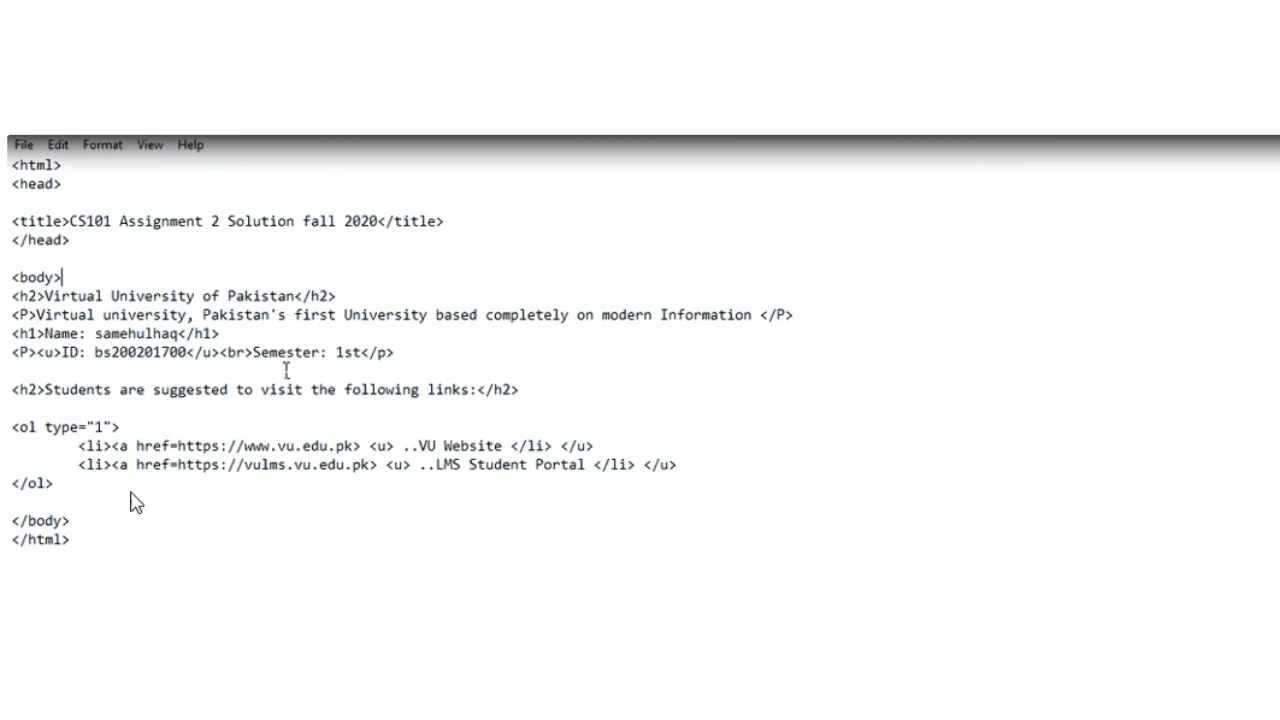 File Edit Format View Help
<html>
<head>
<title>CS101 Assignment 2 Solution fall 2020</title>
</head>
<body>
<h2>Virtual University of Pakistan</h2>
<P>Virtual university, Pakistan's first University based completely on modern Information </P>
<h1>Name: samehulhaq</h1>
<P><u>ID: bs200201700</u><br>Semester: 1st</p>
<h2>Students are suggested to visit the following links:</h2>
<ol type="1">
<li><a href=https://www.vu.edu.pk> <u> ..VU Website </li> </u>
<li><a href=https://vulms.vu.edu.pk> <u> ..LMS Student Portal </li> </u>
</ol>
</body>
</html>